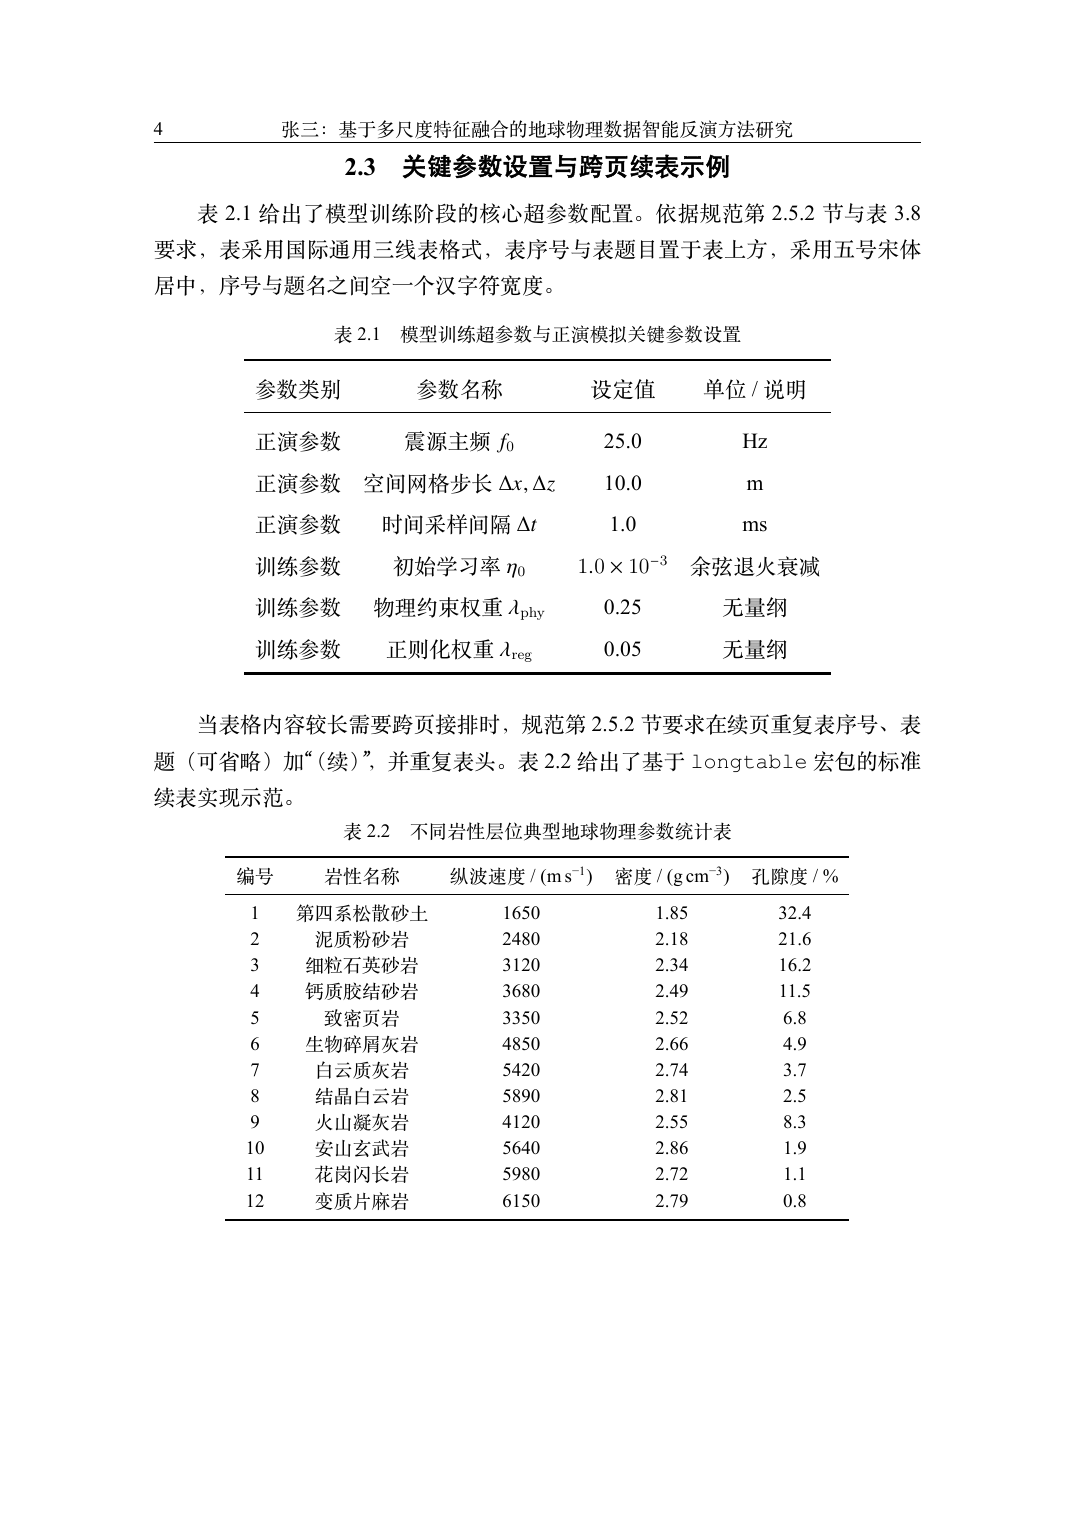 4 张三：基于多尺度特征融合的地球物理数据智能反演方法研究
2.3 关键参数设置与跨页续表示例
表 2.1 给出了模型训练阶段的核心超参数配置。依据规范第 2.5.2 节与表 3.8
要求，表采用国际通用三线表格式，表序号与表题目置于表上方，采用五号宋体
居中，序号与题名之间空一个汉字符宽度。
表 2.1 模型训练超参数与正演模拟关键参数设置
参数类别 参数名称 设定值 单位 / 说明
正演参数 震源主频 f₀ 25.0 Hz
正演参数 空间网格步长 Δx, Δz 10.0 m
正演参数 时间采样间隔 Δt 1.0 ms
训练参数 初始学习率 η₀ 1.0 × 10⁻³ 余弦退火衰减
训练参数 物理约束权重 λphy 0.25 无量纲
训练参数 正则化权重 λreg 0.05 无量纲
当表格内容较长需要跨页接排时，规范第 2.5.2 节要求在续页重复表序号、表
题（可省略）加“（续）”，并重复表头。表 2.2 给出了基于 longtable 宏包的标准
续表实现示范。
表 2.2 不同岩性层位典型地球物理参数统计表
编号 岩性名称 纵波速度 / (m s⁻¹) 密度 / (g cm⁻³) 孔隙度 / %
1 第四系松散砂土 1650 1.85 32.4
2 泥质粉砂岩 2480 2.18 21.6
3 细粒石英砂岩 3120 2.34 16.2
4 钙质胶结砂岩 3680 2.49 11.5
5 致密页岩 3350 2.52 6.8
6 生物碎屑灰岩 4850 2.66 4.9
7 白云质灰岩 5420 2.74 3.7
8 结晶白云岩 5890 2.81 2.5
9 火山凝灰岩 4120 2.55 8.3
10 安山玄武岩 5640 2.86 1.9
11 花岗闪长岩 5980 2.72 1.1
12 变质片麻岩 6150 2.79 0.8